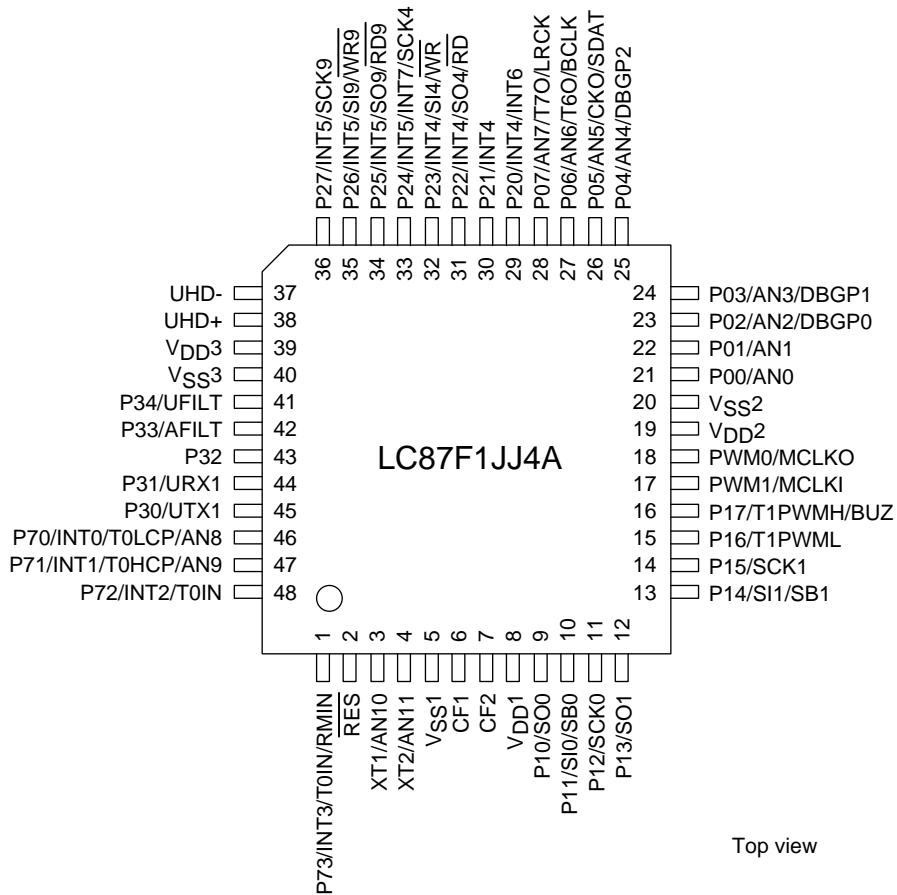 P27/INT5/SCK9
P26/INT5/SI9/WR9
P25/INT5/SO9/RD9
P24/INT5/INT7/SCK4
P23/INT4/SI4/WR
P22/INT4/SO4/RD
P21/INT4
P20/INT4/INT6
P07/AN7/T7O/LRCK
P06/AN6/T6O/BCLK
P05/AN5/CKO/SDAT
P04/AN4/DBGP2
36 35 34 33 32 31 30 29 28 27 26 25
UHD- 37
UHD+ 38
VDD3 39
VSS3 40
P34/UFILT 41
P33/AFILT 42
P32 43
P31/URX1 44
P30/UTX1 45
P70/INT0/T0LCP/AN8 46
P71/INT1/T0HCP/AN9 47
P72/INT2/T0IN 48
LC87F1JJ4A
24 P03/AN3/DBGP1
23 P02/AN2/DBGP0
22 P01/AN1
21 P00/AN0
20 VSS2
19 VDD2
18 PWM0/MCLKO
17 PWM1/MCLKI
16 P17/T1PWMH/BUZ
15 P16/T1PWML
14 P15/SCK1
13 P14/SI1/SB1
1 2 3 4 5 6 7 8 9 10 11 12
P73/INT3/T0IN/RMIN
RES
XT1/AN10
XT2/AN11
VSS1
CF1
CF2
VDD1
P10/SO0
P11/SI0/SB0
P12/SCK0
P13/SO1
Top view